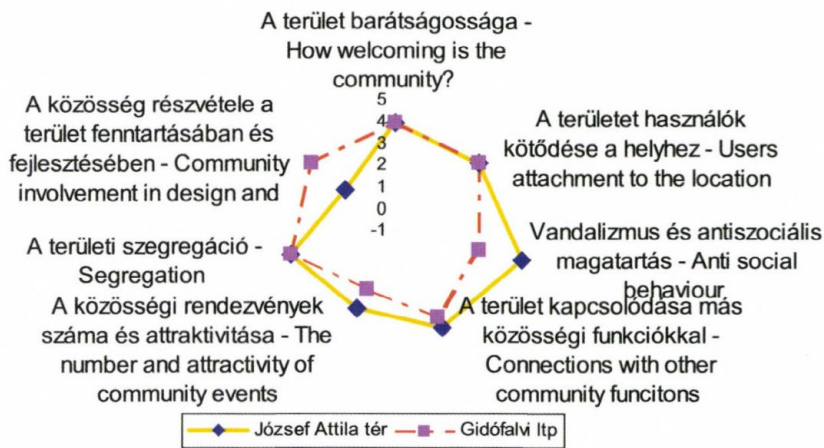 A terület barátságossága -
How welcoming is the
community?
5
4
3
2
1
0
-1
A területet használók
kötődése a helyhez - Users
attachment to the location
Vandalizmus és antiszociális
magatartás - Anti social
behaviour
A terület kapcsolódása más
közösségi funkciókkal -
Connections with other
community funcitons
A közösségi rendezvények
száma és attraktivitása - The
number and attractivity of
community events
A területi szegregáció -
Segregation
A közösség részvétele a
terület fenntartásában és
fejlesztésében - Community
involvement in design and
József Attila tér
Gidófalvi ltp